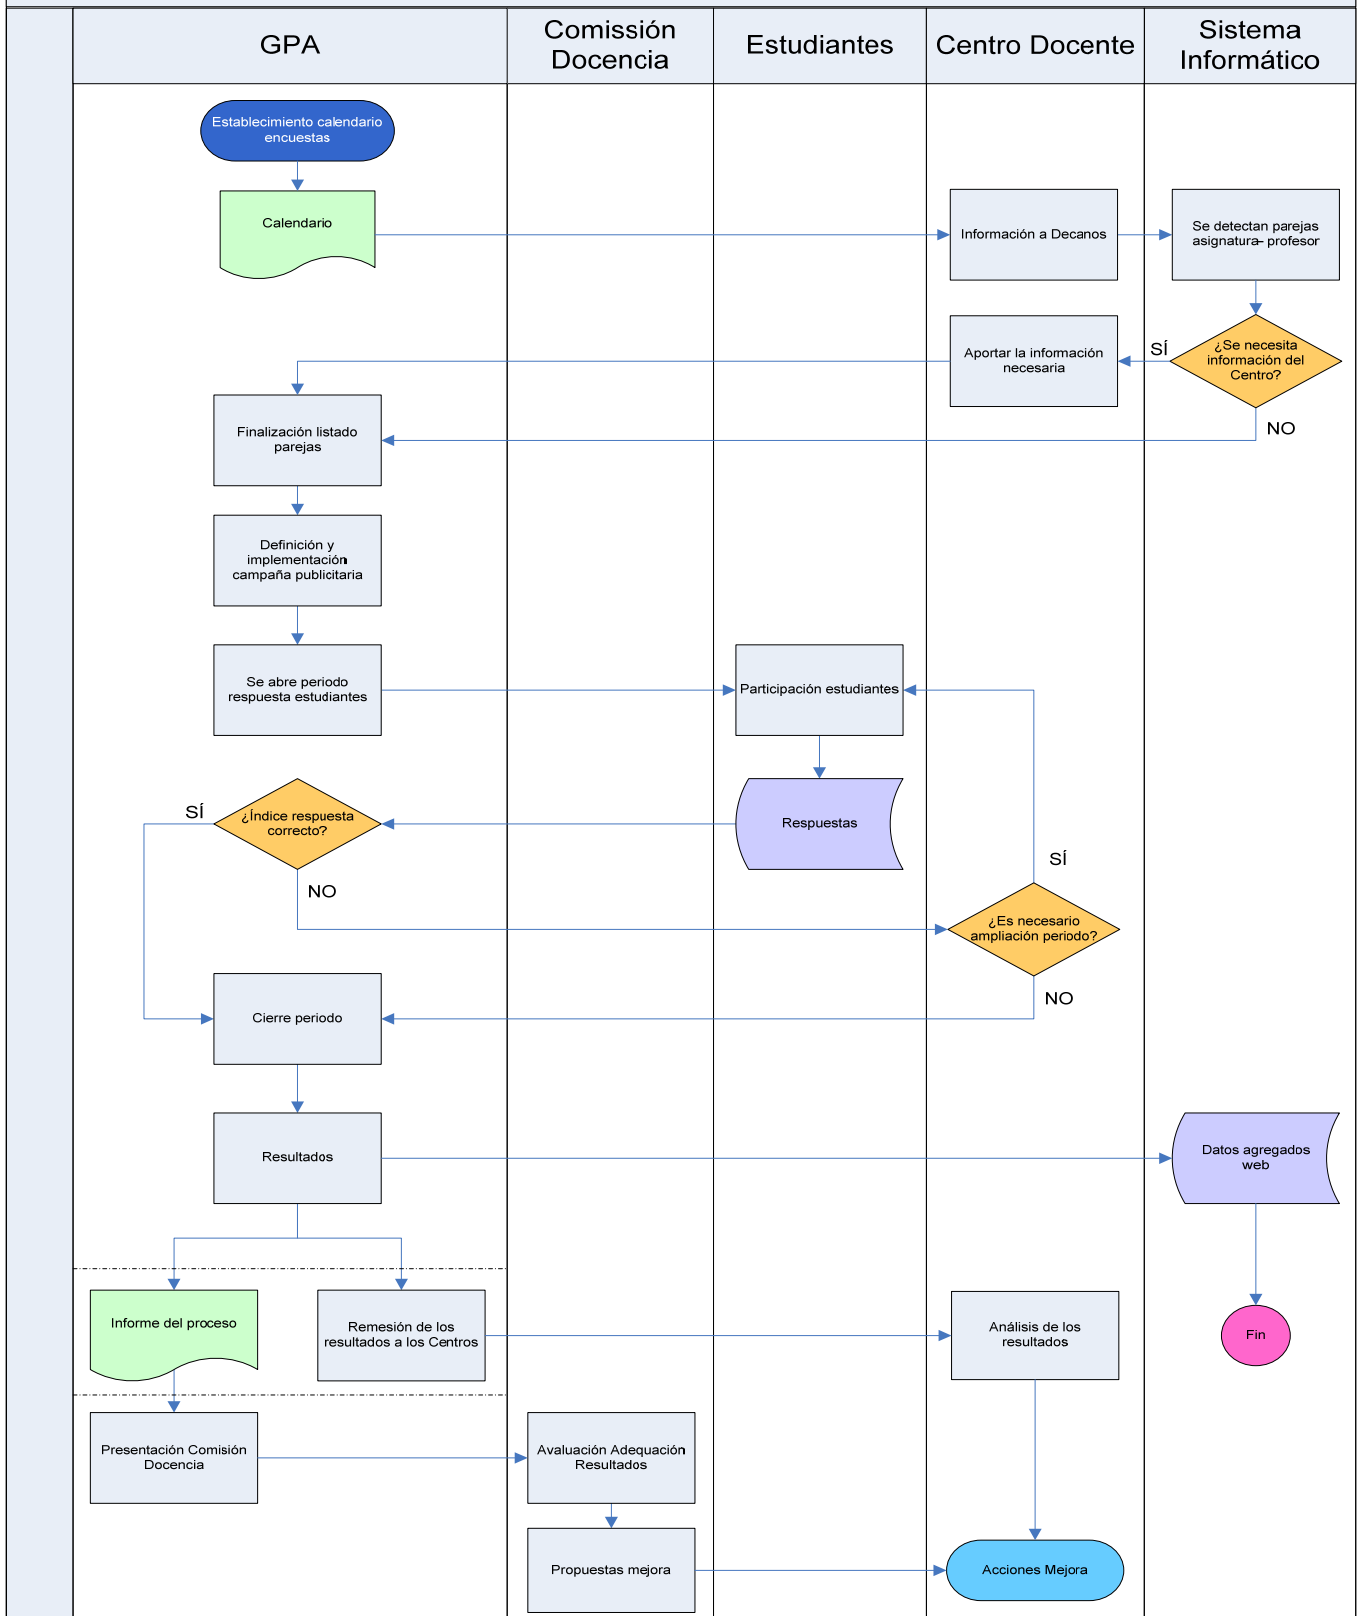 GPA
Comissión
Docencia
Estudiantes
Centro Docente
Sistema
Informático
Establecimiento calendario
encuestas
Calendario
Información a Decanos
Se detectan parejas
asignatura– profesor
¿Se necesita
información del
Centro?
SÍ
NO
Aportar la información
necesaria
Finalización listado
parejas
Definición y
implementación
campaña publicitaria
Se abre periodo
respuesta estudiantes
Participación estudiantes
Respuestas
¿Índice respuesta
correcto?
SÍ
NO
SÍ
¿Es necesario
ampliación periodo?
NO
Cierre periodo
Resultados
Datos agregados
web
Informe del proceso
Remesión de los
resultados a los Centros
Análisis de los
resultados
Fin
Presentación Comisión
Docencia
Avaluación Adequación
Resultados
Propuestas mejora
Acciones Mejora